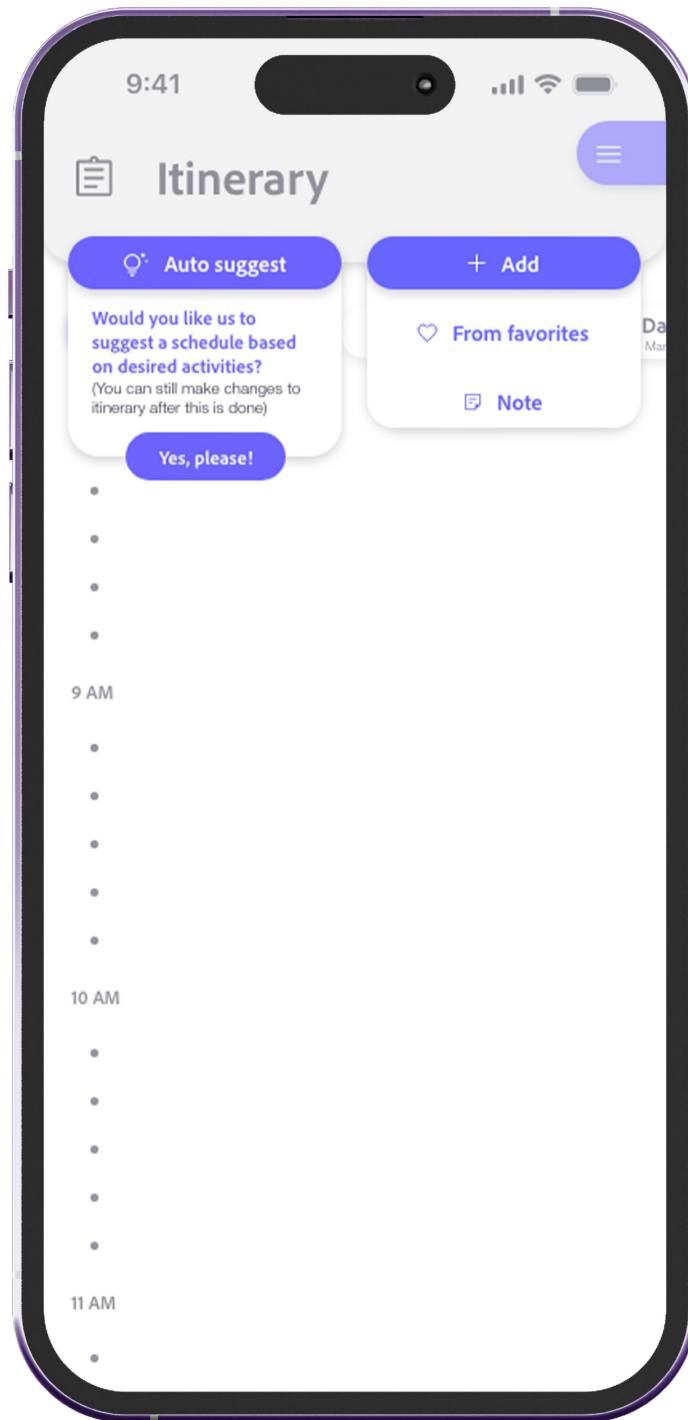 9:41
Itinerary
Auto suggest
Would you like us to
suggest a schedule based
on desired activities?
(You can still make changes to
itinerary after this is done)
Yes, please!
+ Add
From favorites
Note
9 AM
10 AM
11 AM